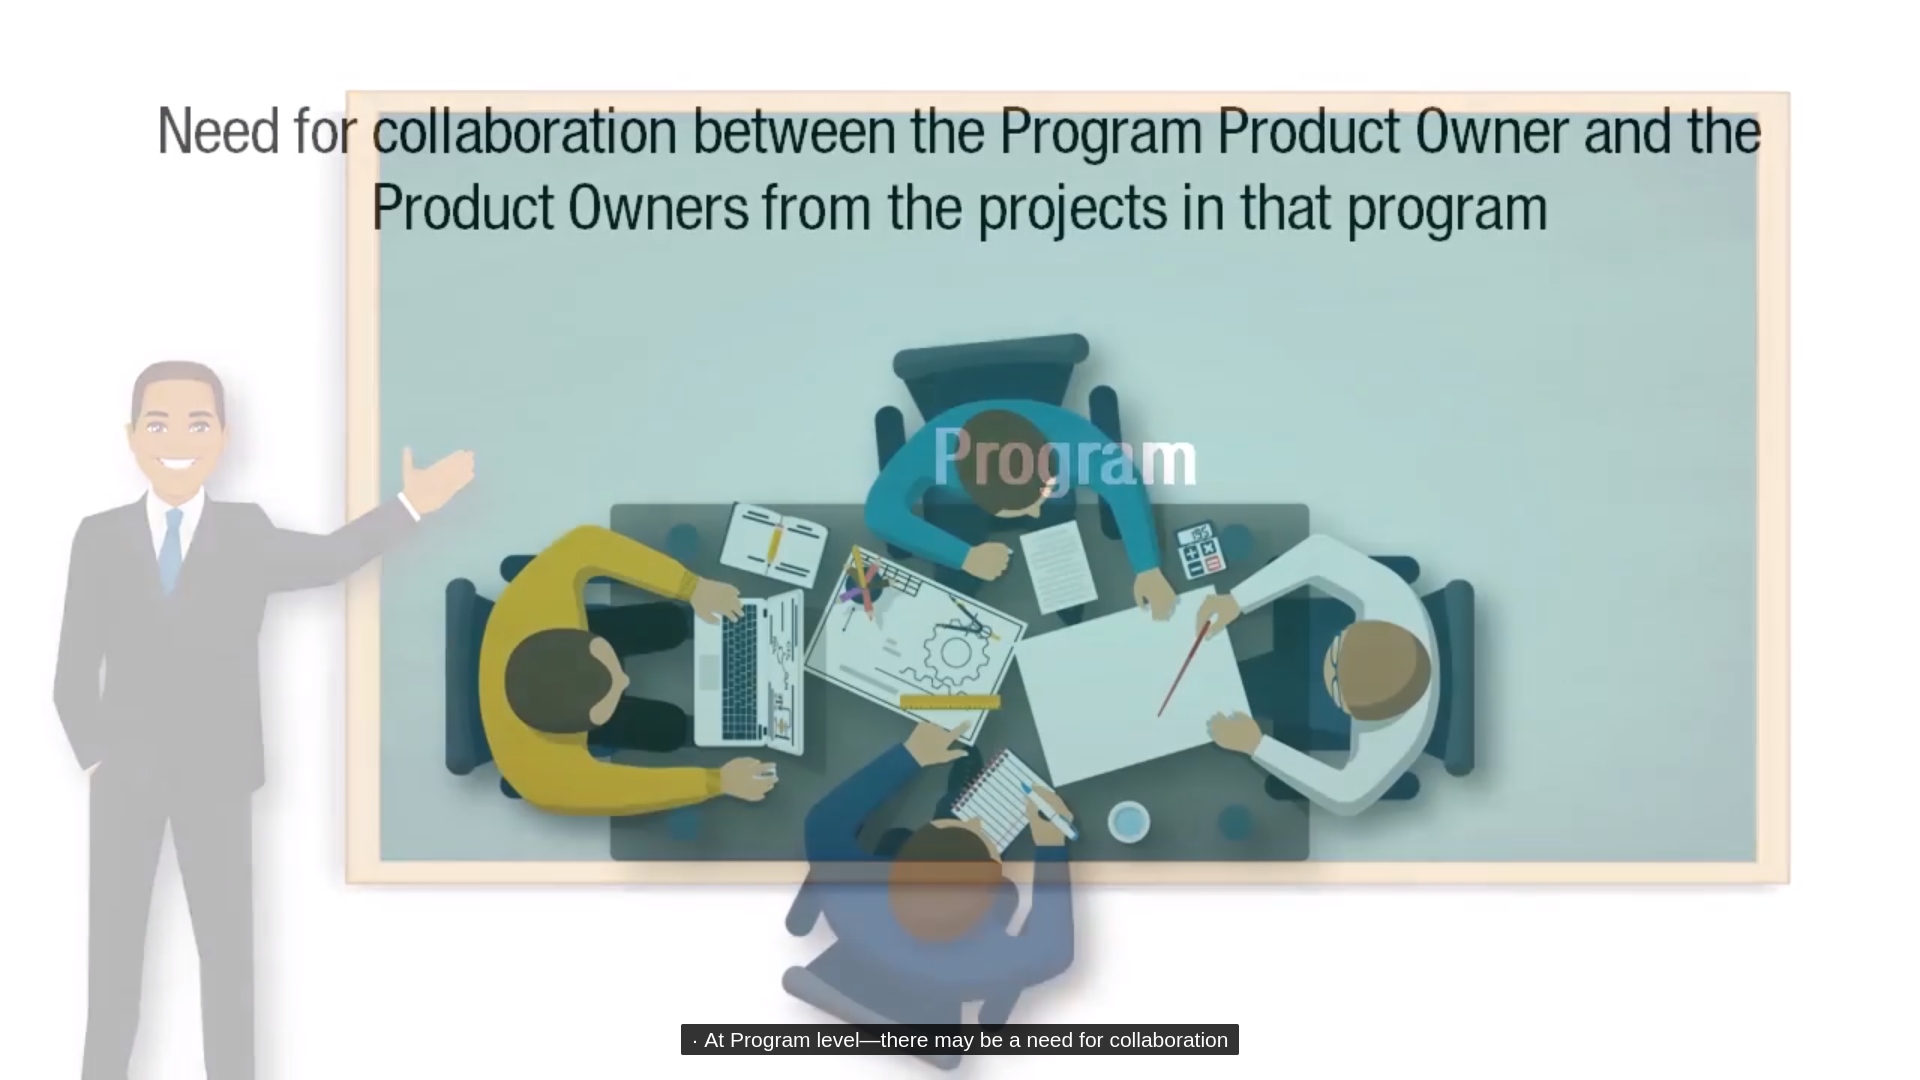 Need for collaboration between the Program Product Owner and the
Product Owners from the projects in that program
Program
195
· At Program level—there may be a need for collaboration